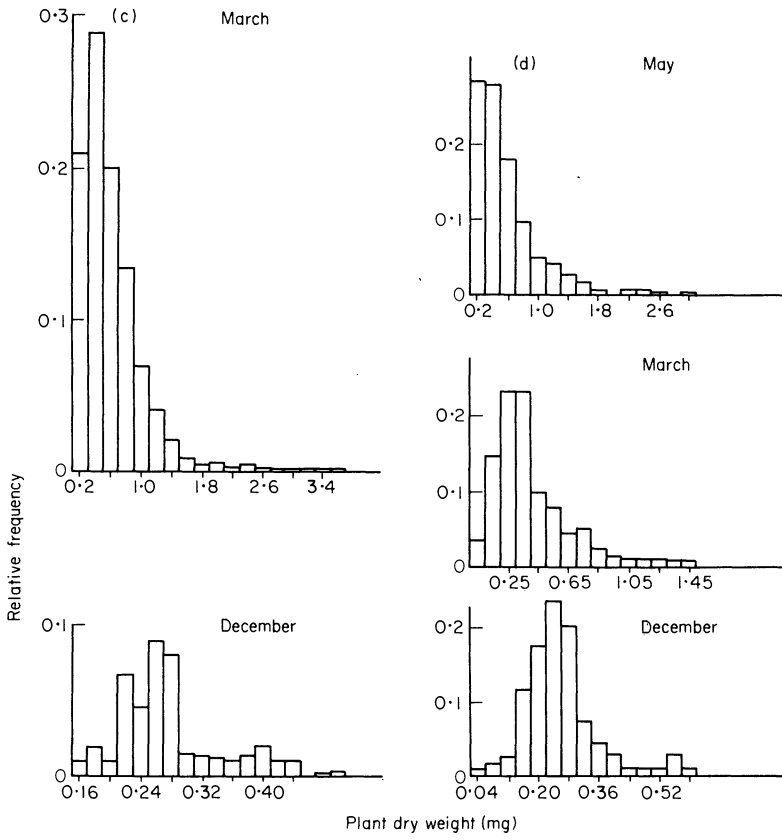 (c) March
0·3
0·2
0·1
0
0·2 1·0 1·8 2·6 3·4
(d) May
0·2
0·1
0
0·2 1·0 1·8 2·6
March
0·2
0·1
0
0·25 0·65 1·05 1·45
Relative frequency
December
0·1
0
0·16 0·24 0·32 0·40
December
0·2
0·1
0
0·04 0·20 0·36 0·52
Plant dry weight (mg)